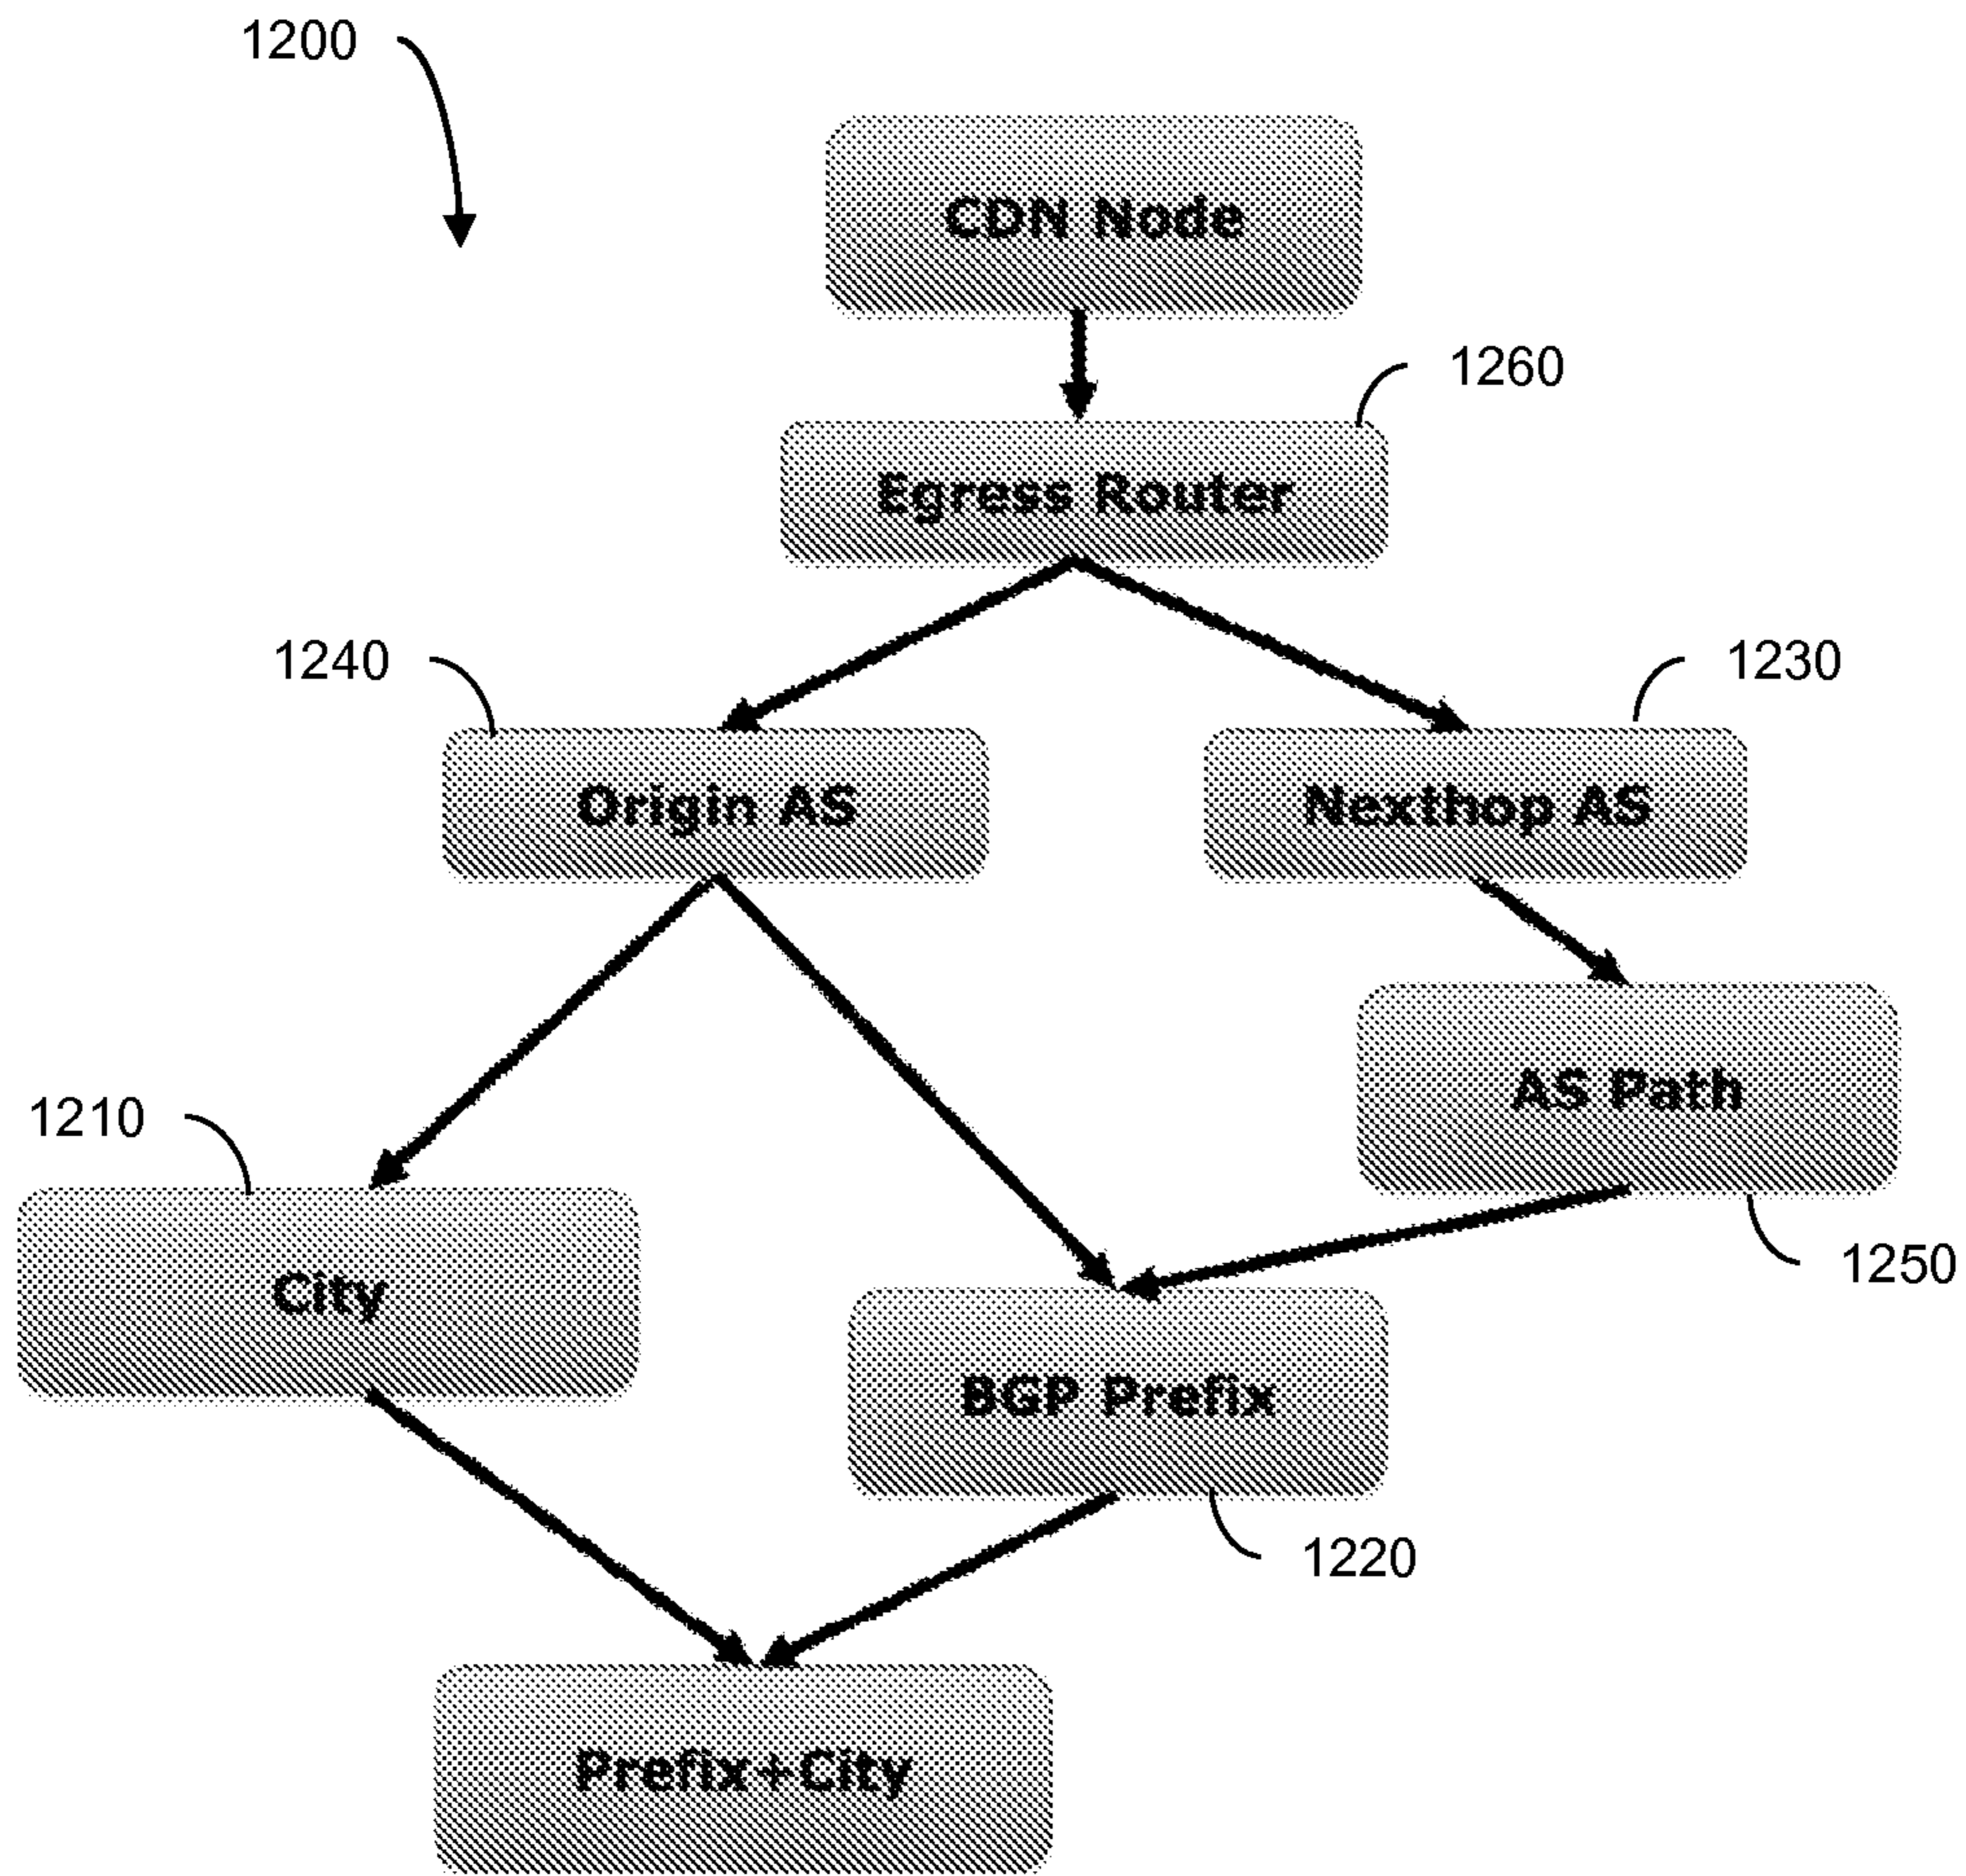 1200
CDN Node
1260
Egress Router
1240
1230
Origin AS
Nexthop AS
AS Path
1210
1250
City
BGP Prefix
1220
Prefix+City